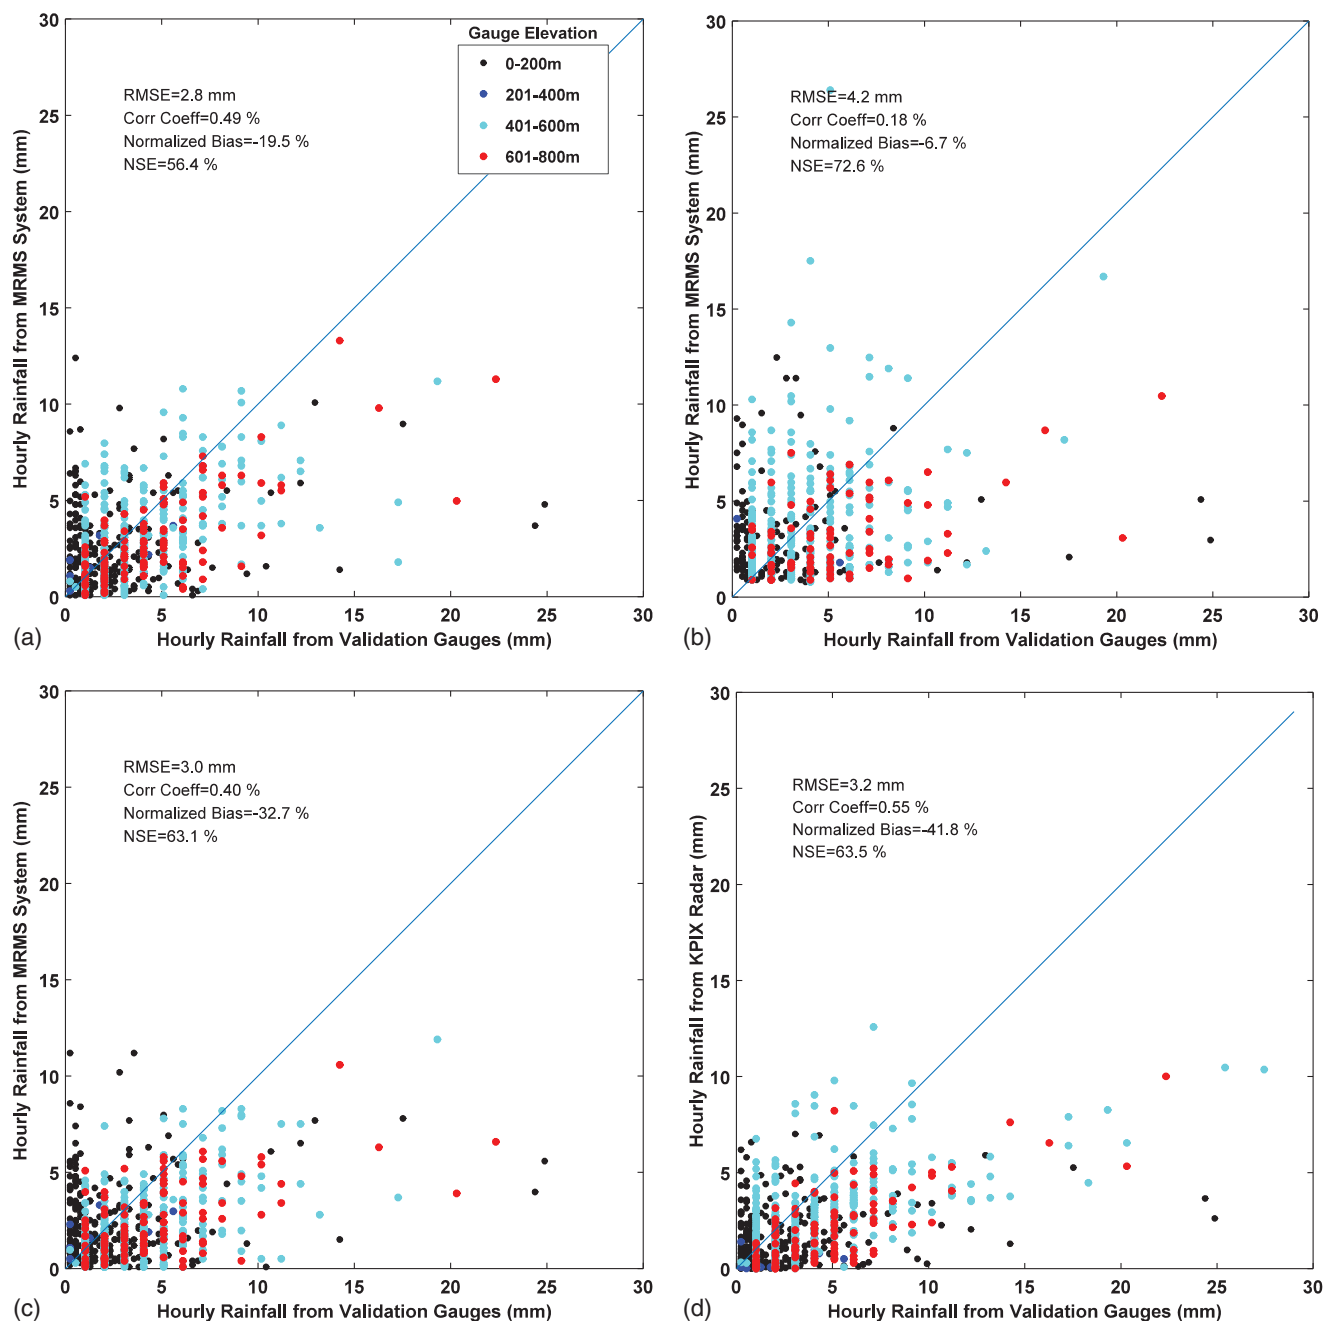 30
25
20
15
10
5
0
0
5
10
15
20
25
30
Hourly Rainfall from MRMS System (mm)
Hourly Rainfall from Validation Gauges (mm)
RMSE=2.8 mm
Corr Coeff=0.49 %
Normalized Bias=-19.5 %
NSE=56.4 %
Gauge Elevation
0-200m
201-400m
401-600m
601-800m
(a)
30
25
20
15
10
5
0
0
5
10
15
20
25
30
Hourly Rainfall from MRMS System (mm)
Hourly Rainfall from Validation Gauges (mm)
RMSE=4.2 mm
Corr Coeff=0.18 %
Normalized Bias=-6.7 %
NSE=72.6 %
(b)
30
25
20
15
10
5
0
0
5
10
15
20
25
30
Hourly Rainfall from MRMS System (mm)
Hourly Rainfall from Validation Gauges (mm)
RMSE=3.0 mm
Corr Coeff=0.40 %
Normalized Bias=-32.7 %
NSE=63.1 %
(c)
30
25
20
15
10
5
0
0
5
10
15
20
25
30
Hourly Rainfall from KPIX Radar (mm)
Hourly Rainfall from Validation Gauges (mm)
RMSE=3.2 mm
Corr Coeff=0.55 %
Normalized Bias=-41.8 %
NSE=63.5 %
(d)